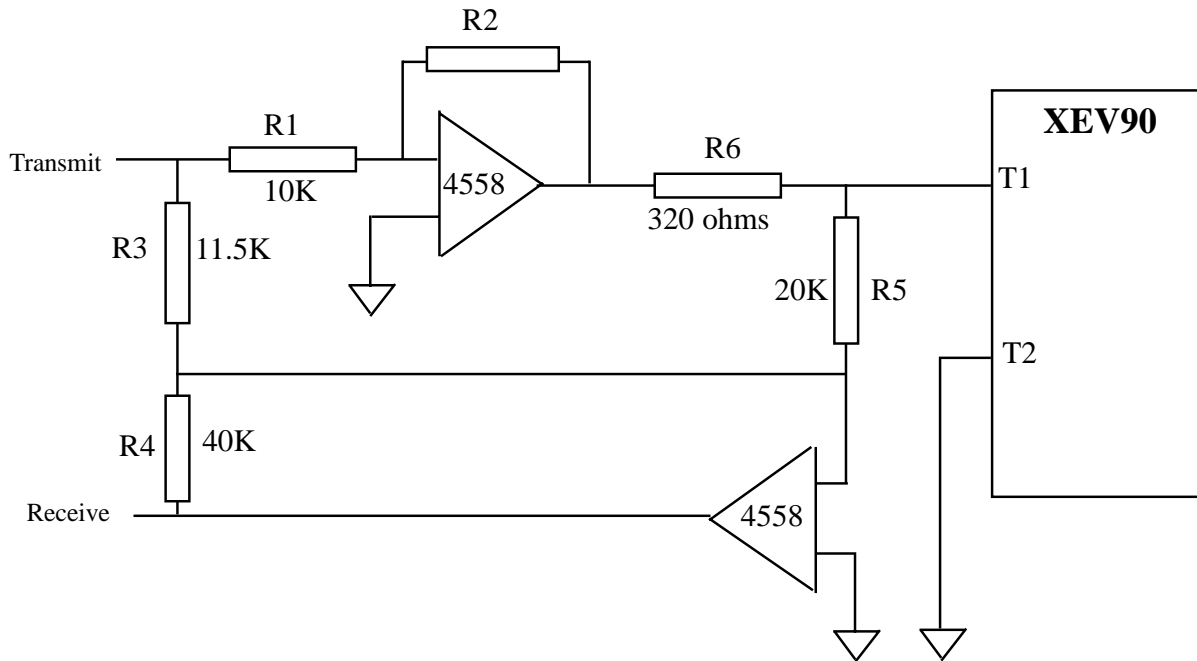 R2
XEV90
R1
R6
Transmit
10K
4558
T1
320 ohms
R3
11.5K
20K
R5
T2
R4
40K
Receive
4558